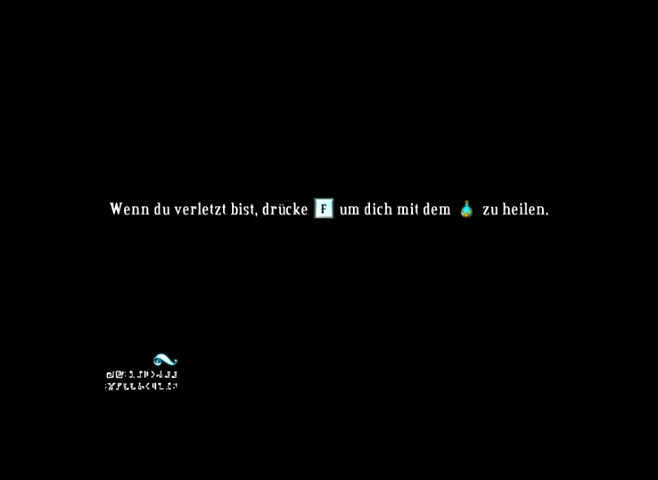 Wenn du verletzt bist, drücke F um dich mit dem zu heilen.